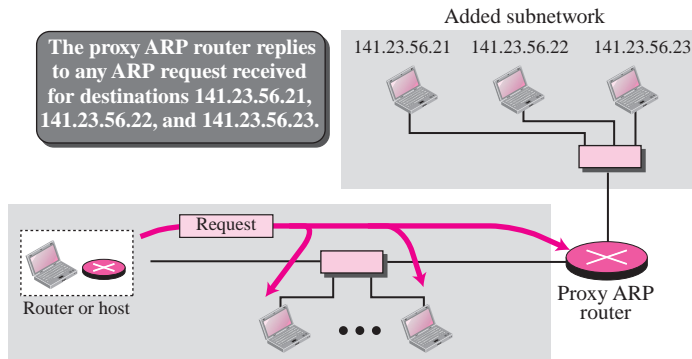 Added subnetwork
The proxy ARP router replies
to any ARP request received
for destinations 141.23.56.21,
141.23.56.22, and 141.23.56.23.
141.23.56.21 141.23.56.22 141.23.56.23
Request
Router or host
Proxy ARP
router